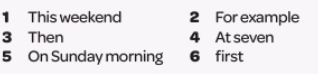 1 This weekend 2 For example
3 Then 4 At seven
5 On Sunday morning 6 first